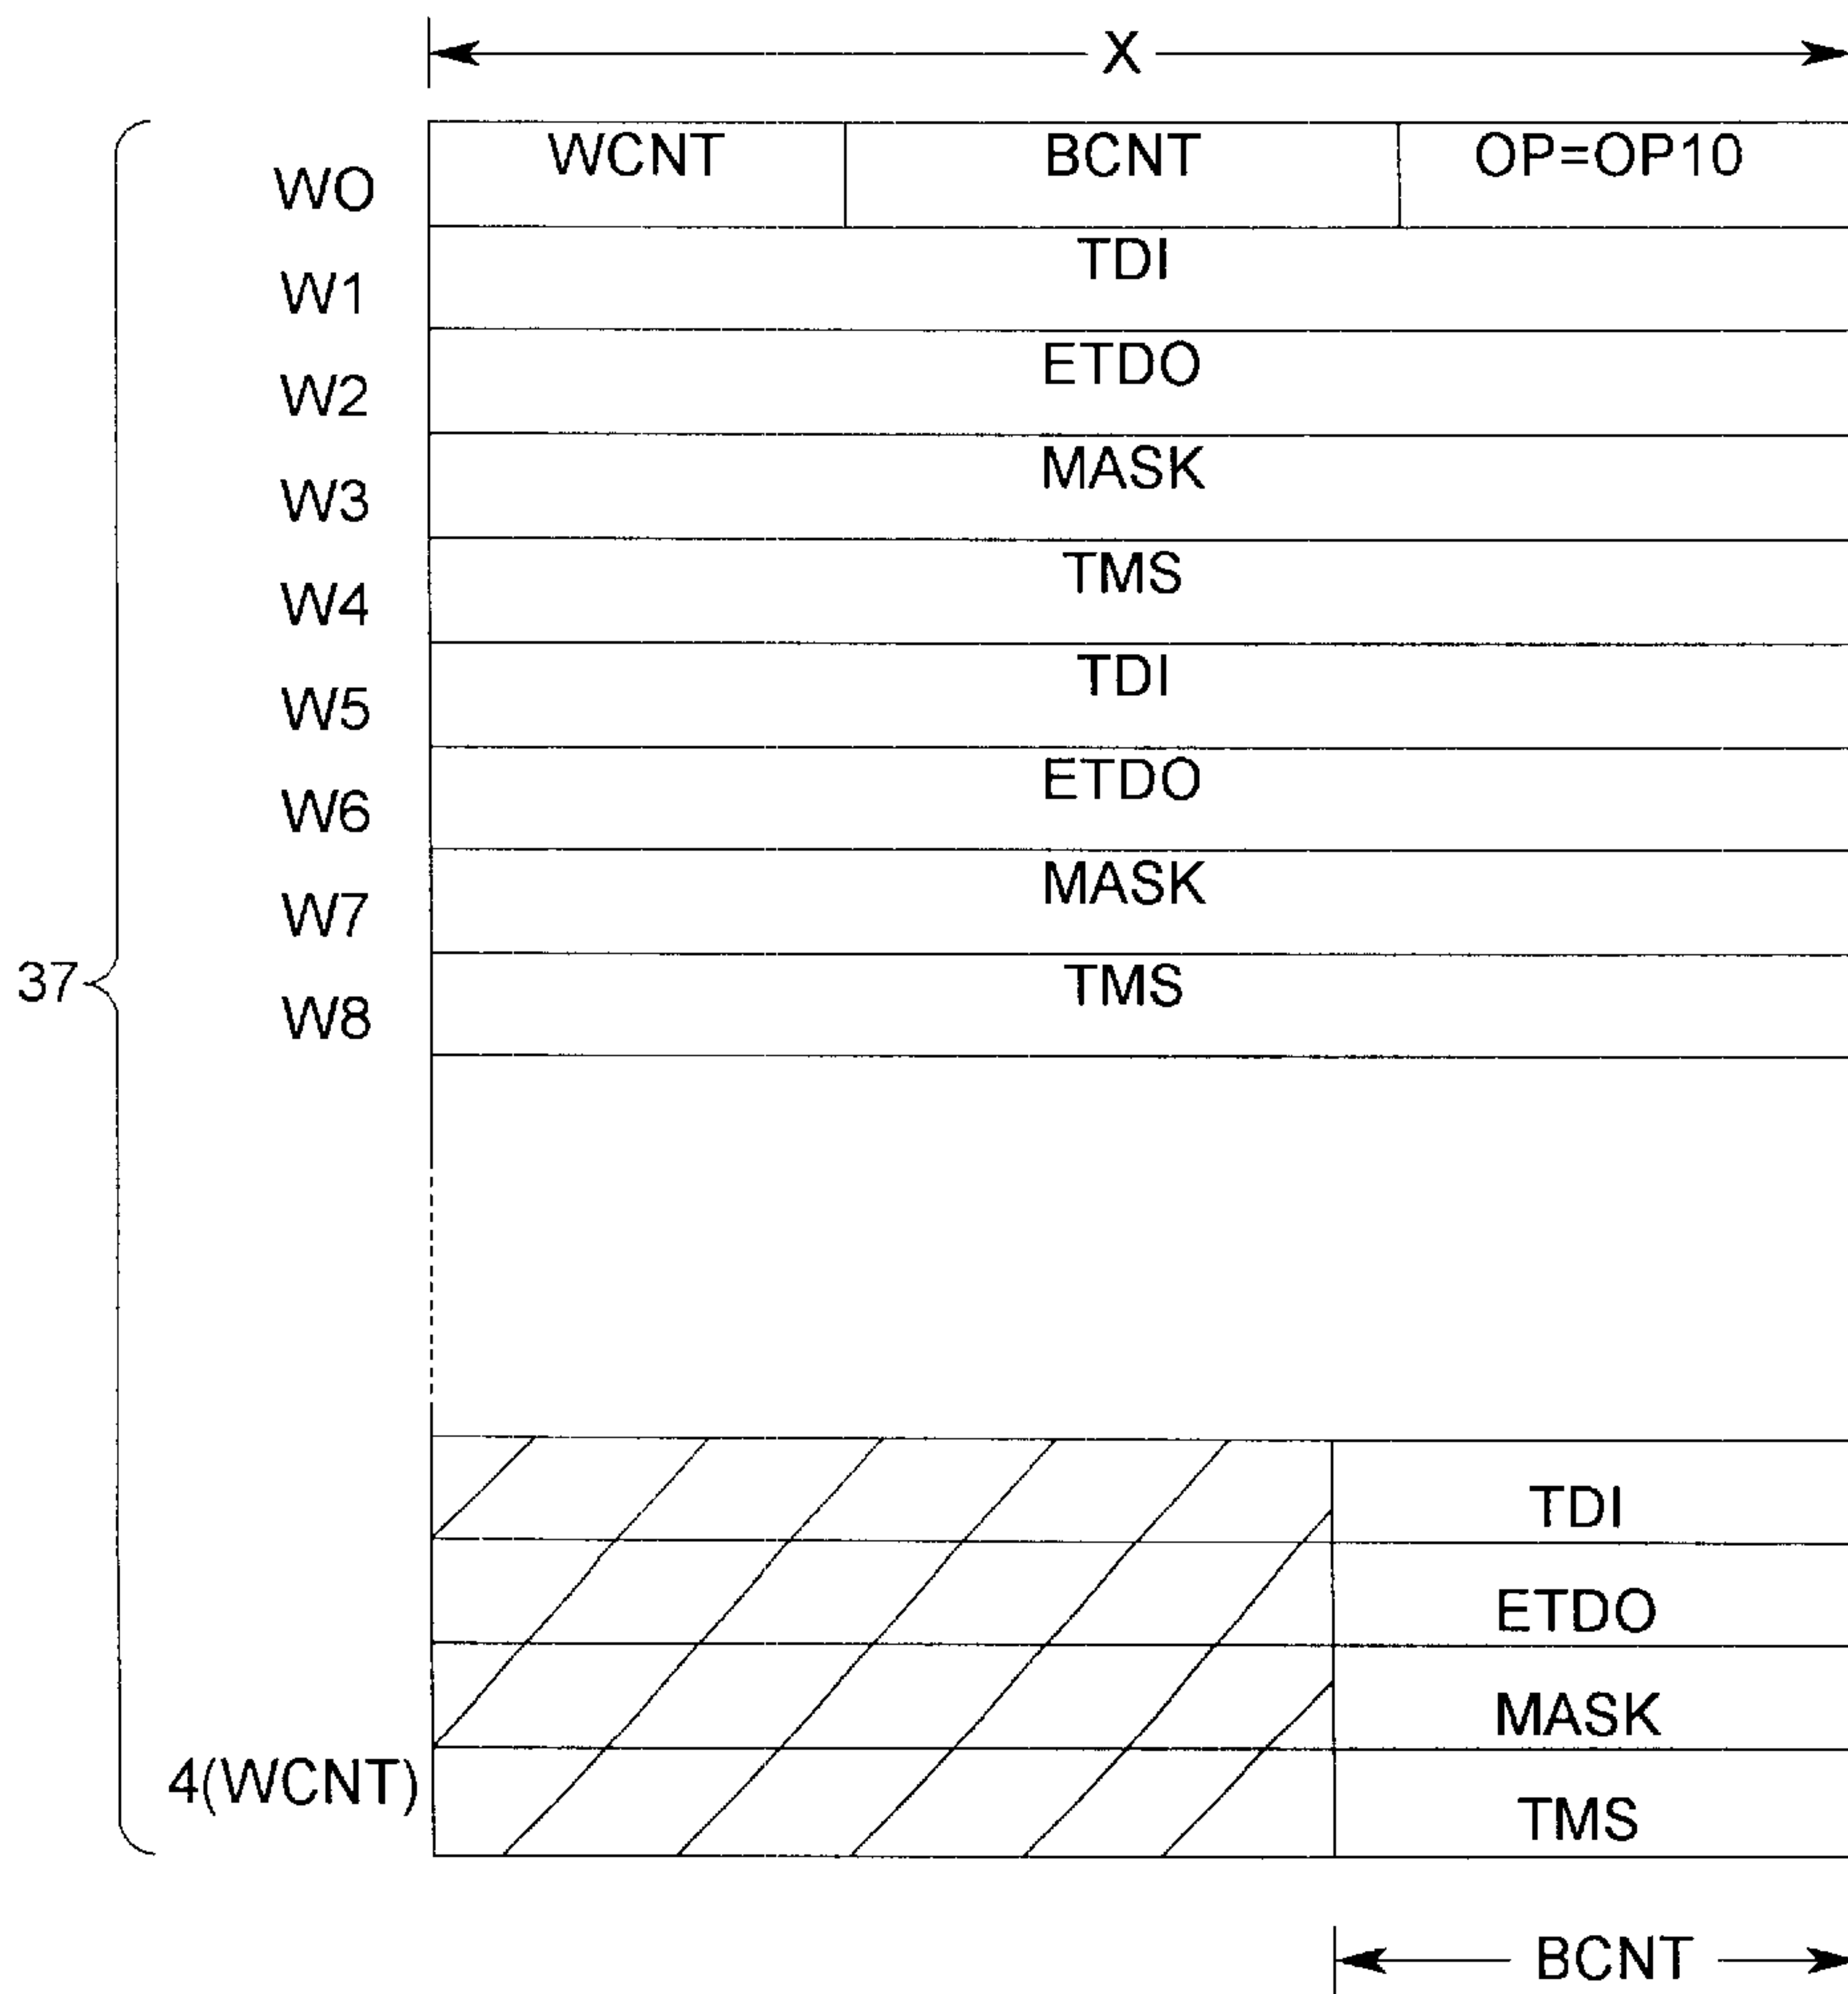 X
W0 WCNT BCNT OP=OP10
W1 TDI
W2 ETDO
W3 MASK
W4 TMS
W5 TDI
W6 ETDO
W7 MASK
37
W8 TMS
TDI
ETDO
MASK
4(WCNT) TMS
BCNT